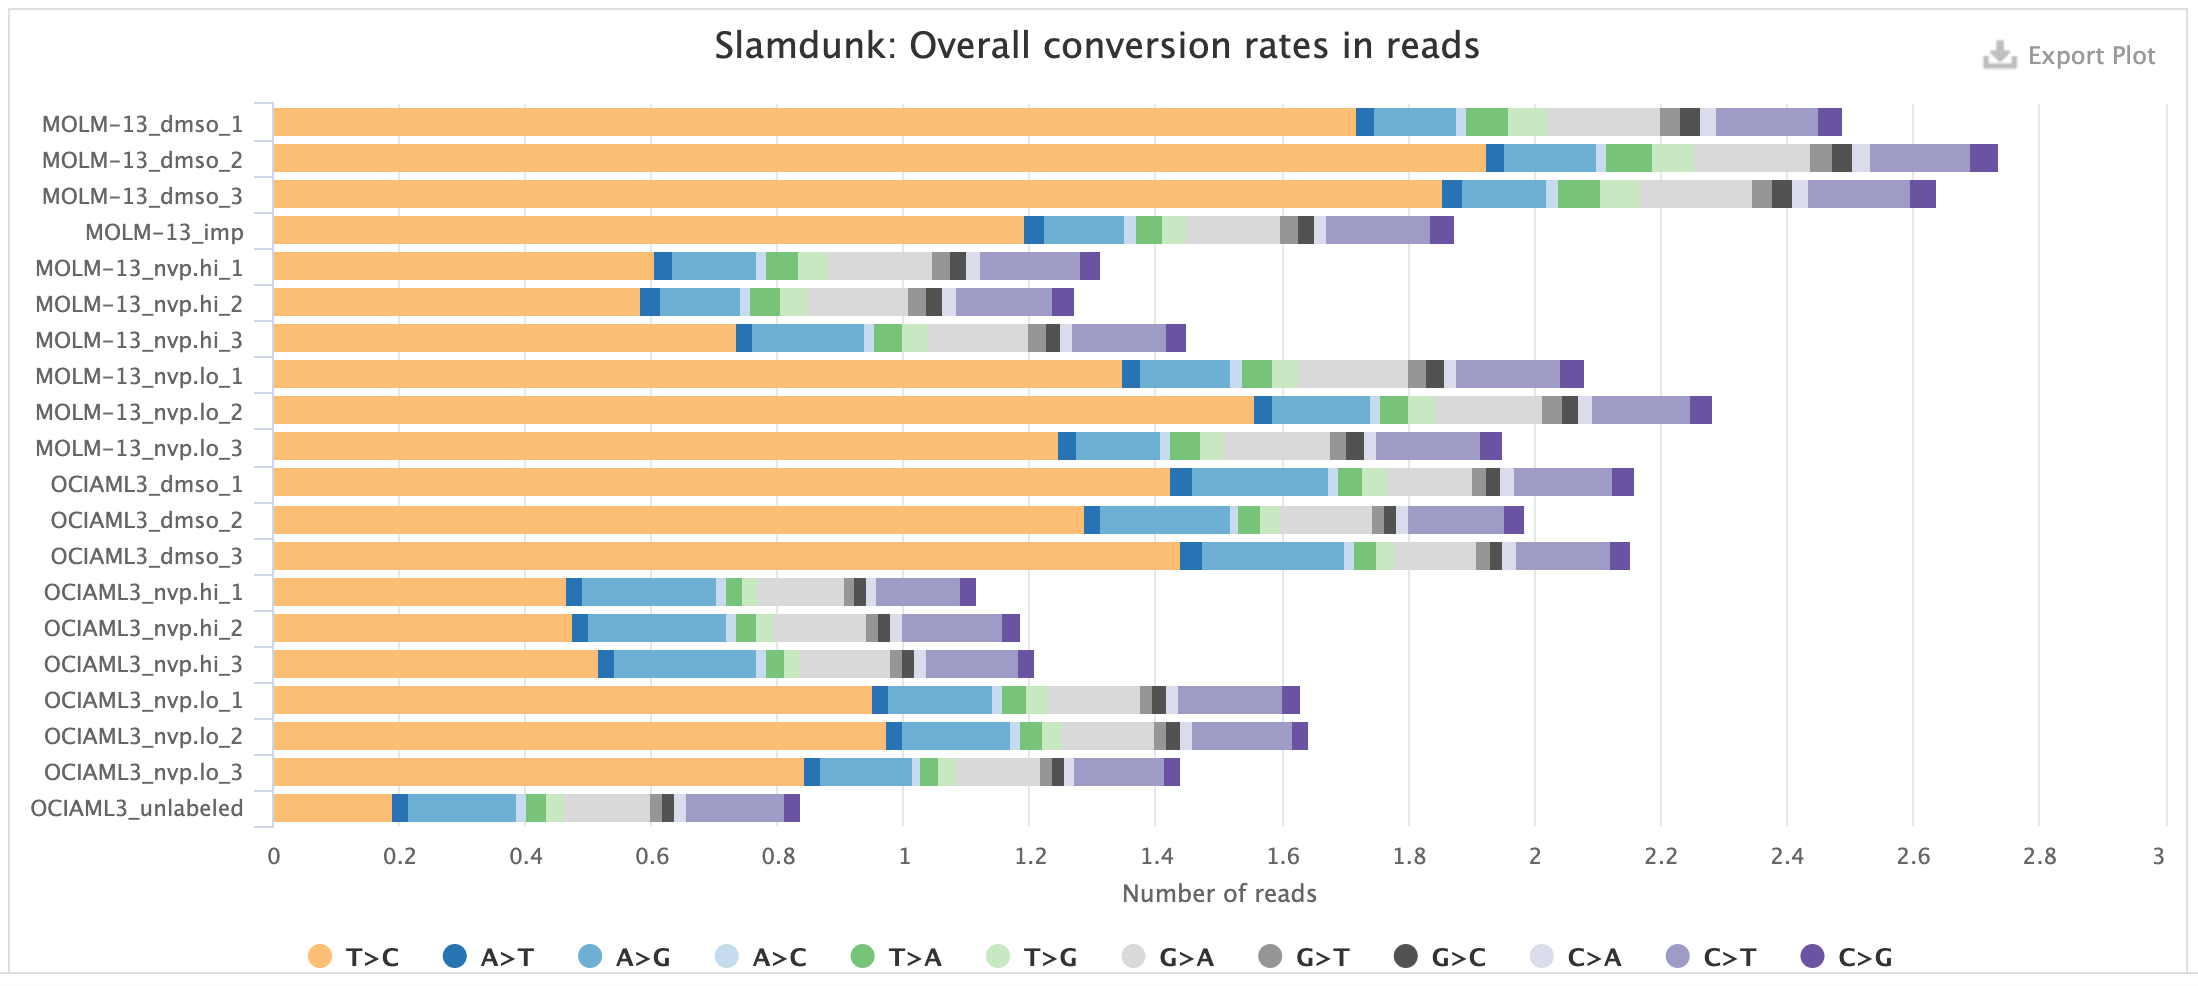 Slamdunk: Overall conversion rates in reads
Export Plot
MOLM-13_dmso_1
MOLM-13_dmso_2
MOLM-13_dmso_3
MOLM-13_imp
MOLM-13_nvp.hi_1
MOLM-13_nvp.hi_2
MOLM-13_nvp.hi_3
MOLM-13_nvp.lo_1
MOLM-13_nvp.lo_2
MOLM-13_nvp.lo_3
OCIAML3_dmso_1
OCIAML3_dmso_2
OCIAML3_dmso_3
OCIAML3_nvp.hi_1
OCIAML3_nvp.hi_2
OCIAML3_nvp.hi_3
OCIAML3_nvp.lo_1
OCIAML3_nvp.lo_2
OCIAML3_nvp.lo_3
OCIAML3_unlabeled
0 0.2 0.4 0.6 0.8 1 1.2 1.4 1.6 1.8 2 2.2 2.4 2.6 2.8 3
Number of reads
T>C A>T A>G A>C T>A T>G G>A G>T G>C C>A C>T C>G